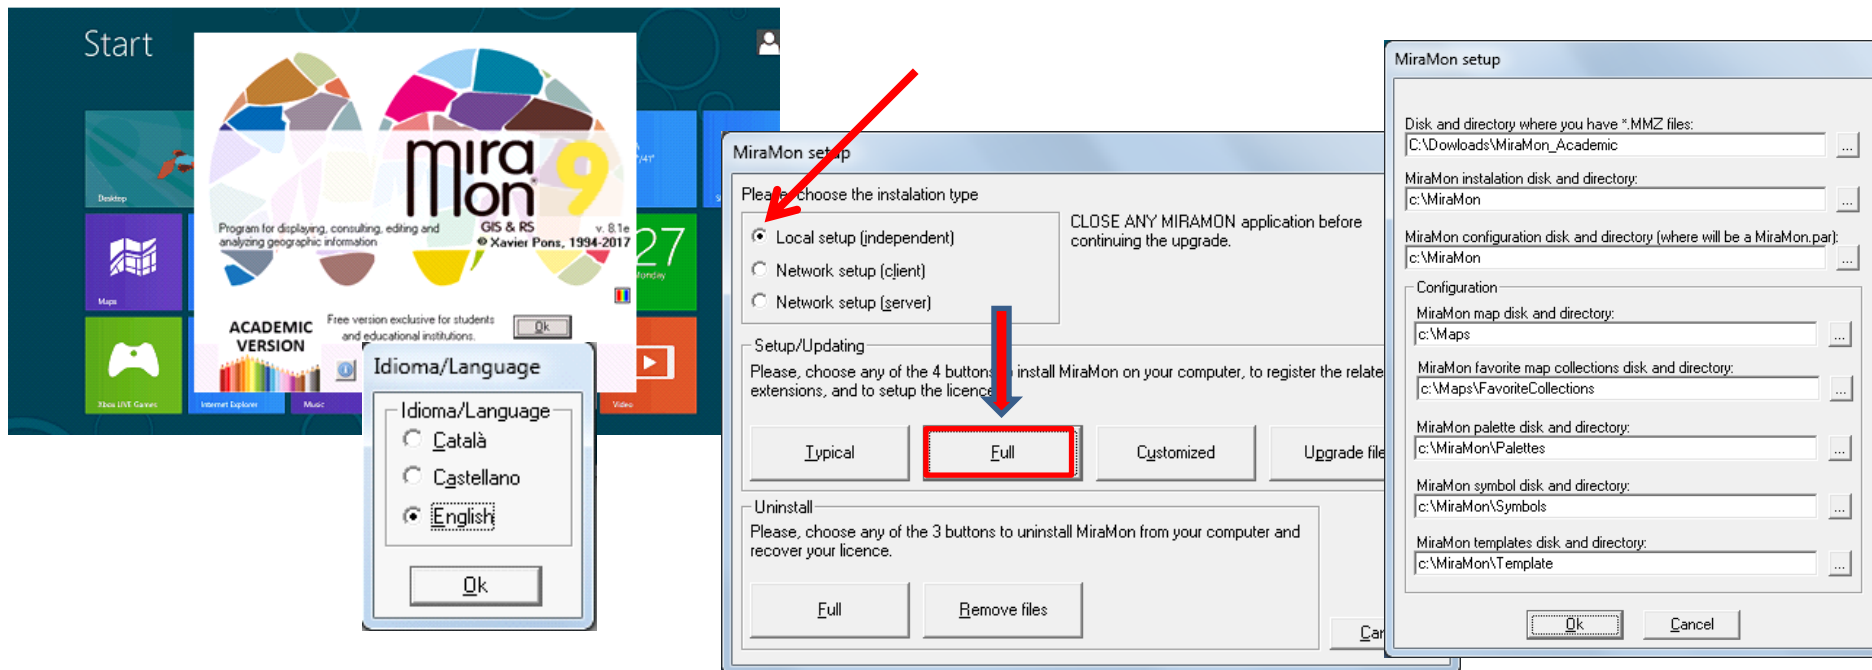 Start
Desktop
Maps
Xbox LIVE Games
Internet Explorer
Music
Video
27
Monday
/41°
mira
Mon 9
Program for displaying, consulting, editing and
analyzing geographic information
GIS & RS
v. 8.1e
© Xavier Pons, 1994-2017
ACADEMIC
VERSION
Free version exclusive for students
and educational institutions.
Ok
Idioma/Language
Idioma/Language
Català
Castellano
English
Ok
MiraMon setup
Please, choose the instalation type
Local setup (independent)
Network setup (client)
Network setup (server)
CLOSE ANY MIRAMON application before
continuing the upgrade.
Setup/Updating
Please, choose any of the 4 buttons to install MiraMon on your computer, to register the relate
extensions, and to setup the licence
Typical
Full
Customized
Upgrade file
Uninstall
Please, choose any of the 3 buttons to uninstall MiraMon from your computer and
recover your licence.
Full
Remove files
Can
MiraMon setup
Disk and directory where you have *.MMZ files:
C:\Dowloads\MiraMon_Academic
...
MiraMon instalation disk and directory:
c:\MiraMon
...
MiraMon configuration disk and directory (where will be a MiraMon.par):
c:\MiraMon
...
Configuration
MiraMon map disk and directory:
c:\Maps
...
MiraMon favorite map collections disk and directory:
c:\Maps\FavoriteCollections
...
MiraMon palette disk and directory:
c:\MiraMon\Palettes
...
MiraMon symbol disk and directory:
c:\MiraMon\Symbols
...
MiraMon templates disk and directory:
c:\MiraMon\Template
...
Ok
Cancel